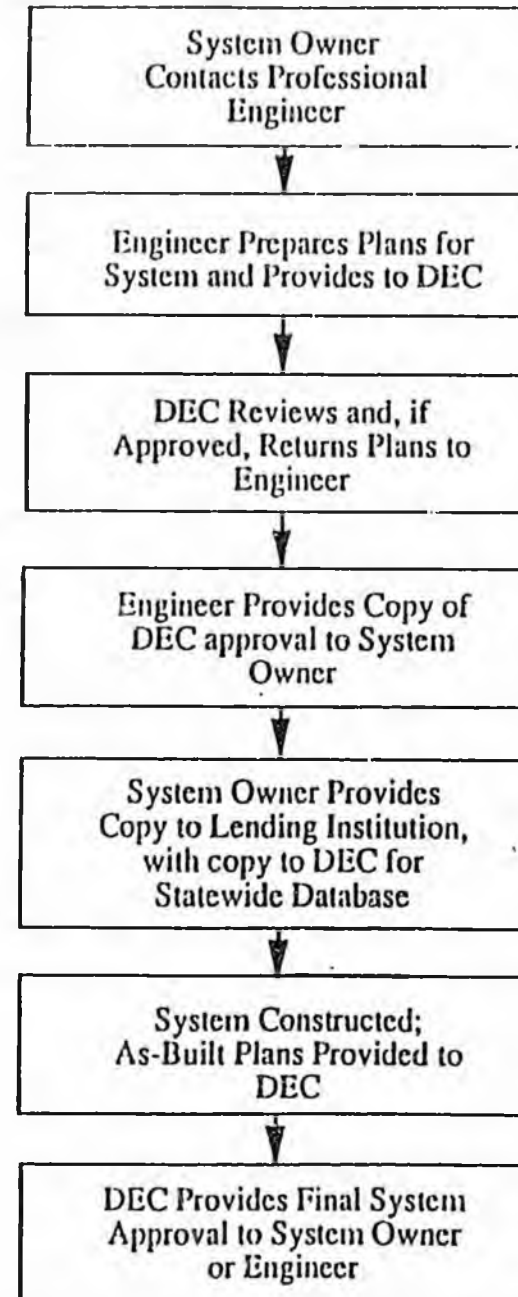 System Owner
Contacts Professional
Engineer
Engineer Prepares Plans for
System and Provides to DEC
DEC Reviews and, if
Approved, Returns Plans to
Engineer
Engineer Provides Copy of
DEC approval to System
Owner
System Owner Provides
Copy to Lending Institution,
with copy to DEC for
Statewide Database
System Constructed;
As-Built Plans Provided to
DEC
DEC Provides Final System
Approval to System Owner
or Engineer